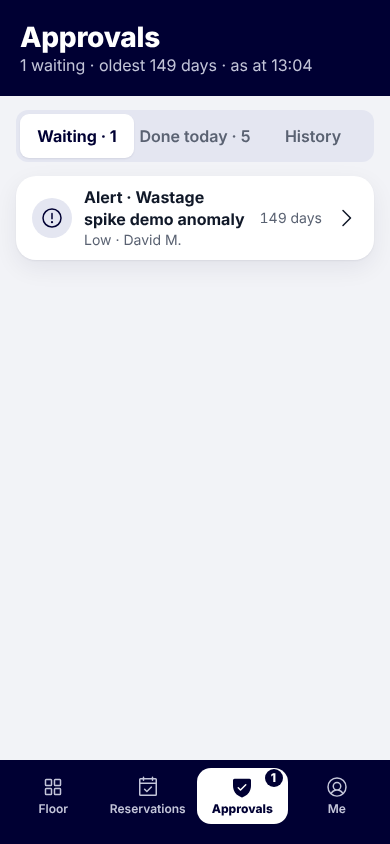 Approvals
1 waiting · oldest 149 days · as at 13:04
Waiting · 1
Done today · 5
History
Alert · Wastage
spike demo anomaly
149 days
Low · David M.
1
Floor
Reservations
Approvals
Me